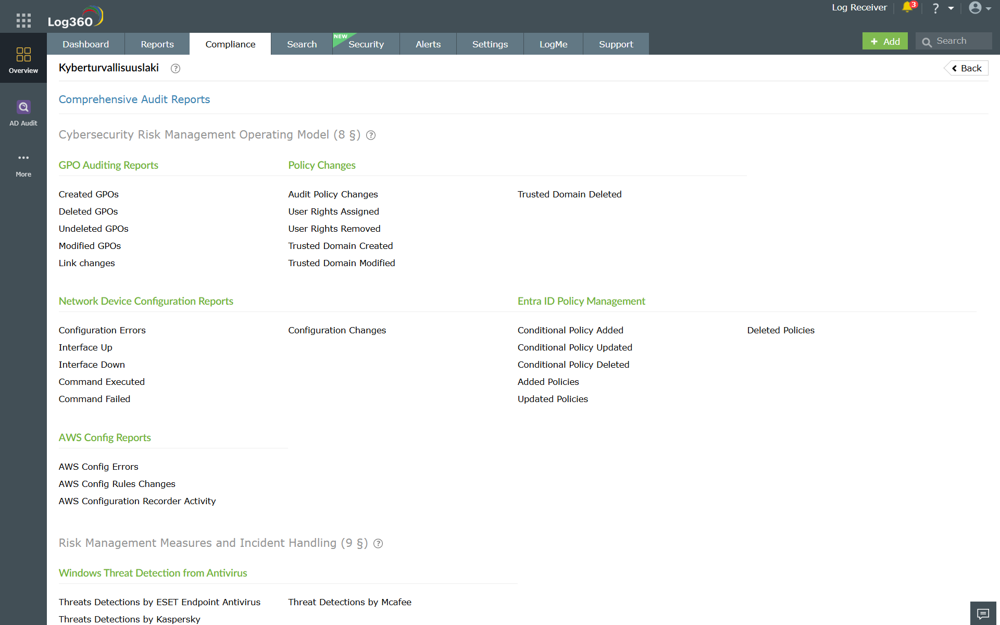 Log Receiver
3
?
Log360
Dashboard
Reports
Compliance
Search
NEW
Security
Alerts
Settings
LogMe
Support
+ Add
Search
Overview
AD Audit
More
Kyberturvallisuuslaki ?
Back
Comprehensive Audit Reports
Cybersecurity Risk Management Operating Model (8 §) ?
GPO Auditing Reports
Policy Changes
Created GPOs
Audit Policy Changes
Trusted Domain Deleted
Deleted GPOs
User Rights Assigned
Undeleted GPOs
User Rights Removed
Modified GPOs
Trusted Domain Created
Link changes
Trusted Domain Modified
Network Device Configuration Reports
Entra ID Policy Management
Configuration Errors
Configuration Changes
Conditional Policy Added
Deleted Policies
Interface Up
Conditional Policy Updated
Interface Down
Conditional Policy Deleted
Command Executed
Added Policies
Command Failed
Updated Policies
AWS Config Reports
AWS Config Errors
AWS Config Rules Changes
AWS Configuration Recorder Activity
Risk Management Measures and Incident Handling (9 §) ?
Windows Threat Detection from Antivirus
Threats Detections by ESET Endpoint Antivirus
Threat Detections by Mcafee
Threats Detections by Kaspersky